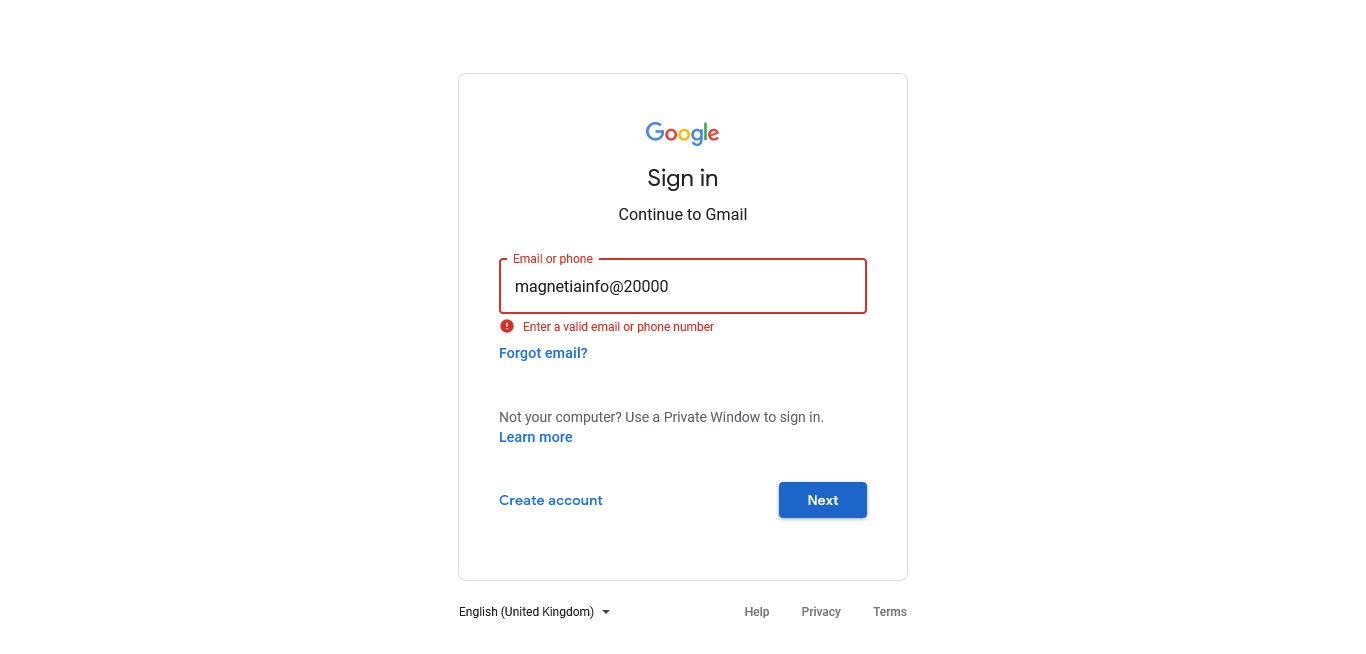 Google
Sign in
Continue to Gmail
Email or phone
magnetiainfo@20000
Enter a valid email or phone number
Forgot email?
Not your computer? Use a Private Window to sign in.
Learn more
Create account
Next
English (United Kingdom)
Help Privacy Terms